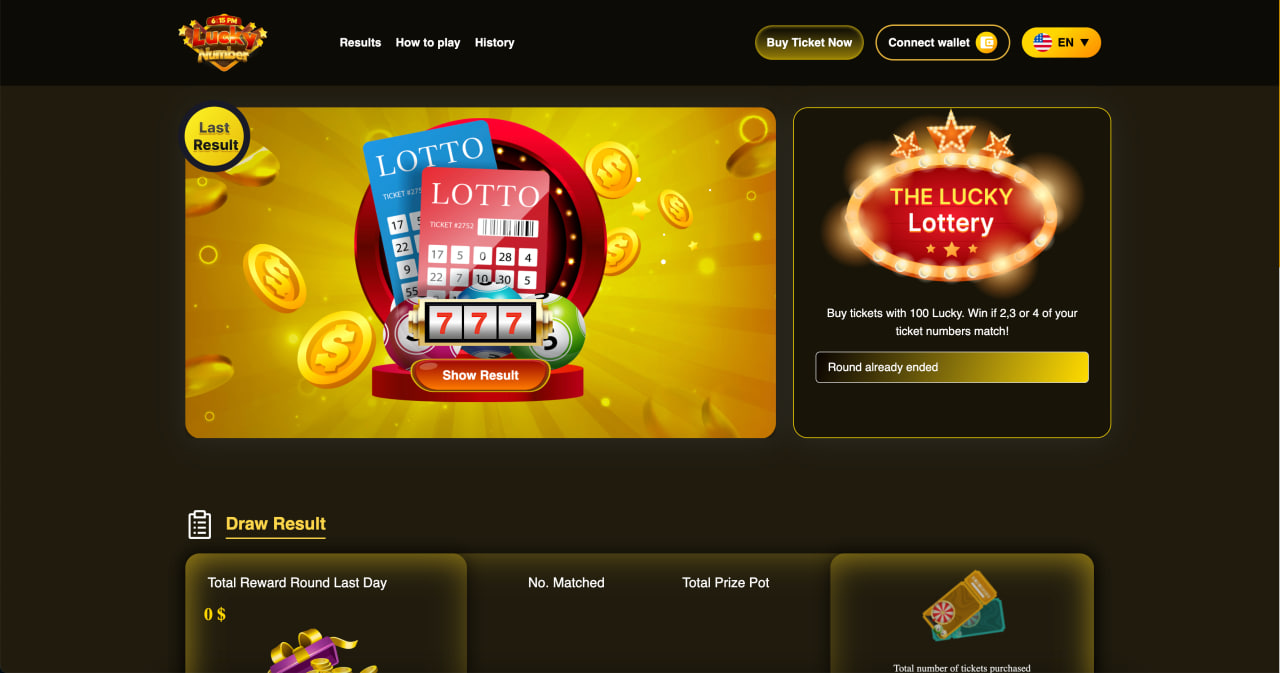 6:15 PM
Lucky
Number
Results
How to play
History
Buy Ticket Now
Connect wallet
EN
Last
Result
LOTTO
TICKET #275
17 5
22
9
55
LOTTO
TICKET #2752
17 5 0 28 4
22 7 10 30 5
7 7 7
5
Show Result
THE LUCKY
Lottery
Buy tickets with 100 Lucky. Win if 2,3 or 4 of your
ticket numbers match!
Round already ended
Draw Result
Total Reward Round Last Day
No. Matched
Total Prize Pot
0 $
Total number of tickets purchased